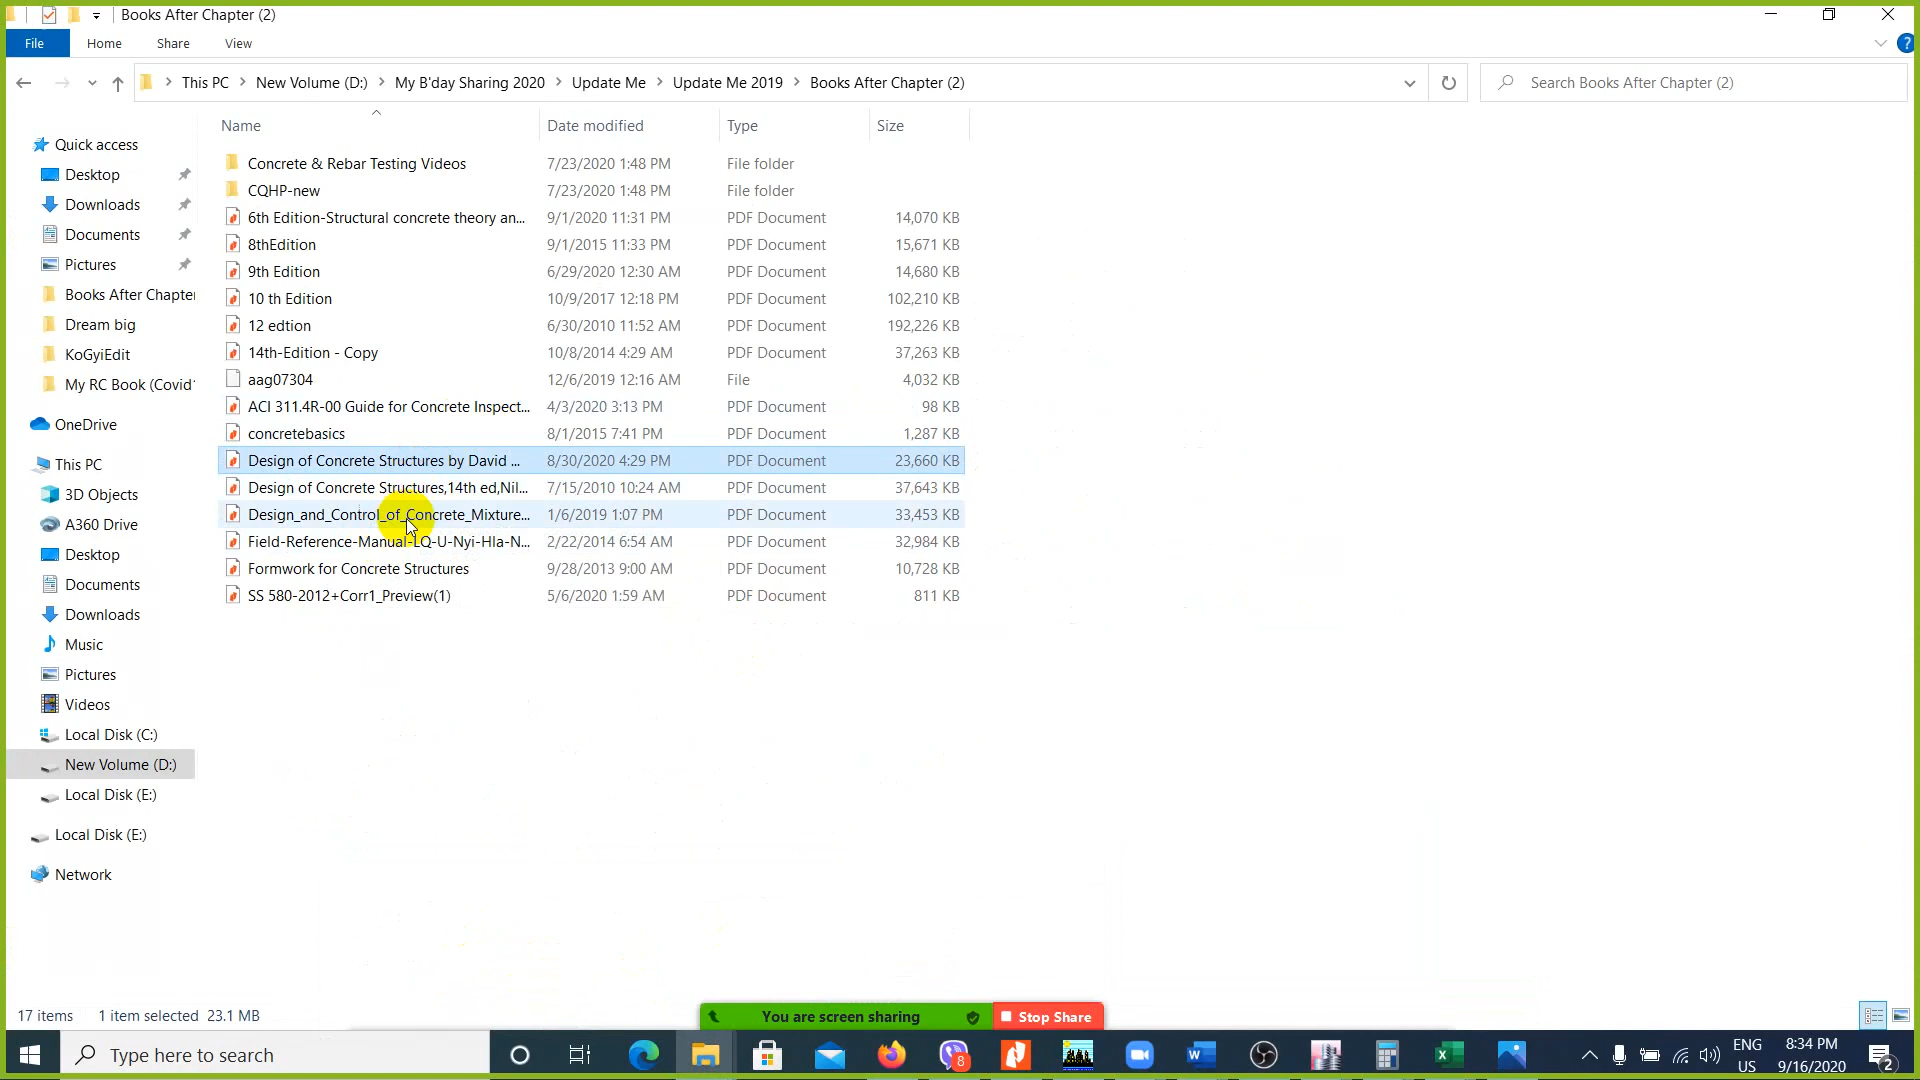 Books After Chapter (2)
File Home Share View
This PC New Volume (D:) My B'day Sharing 2020 Update Me Update Me 2019 Books After Chapter (2) Search Books After Chapter (2)
Name Date modified Type Size
Quick access
Desktop
Downloads
Documents
Pictures
Books After Chapter
Dream big
KoGyiEdit
My RC Book (Covid1
OneDrive
This PC
3D Objects
A360 Drive
Desktop
Documents
Downloads
Music
Pictures
Videos
Local Disk (C:)
New Volume (D:)
Local Disk (E:)
Local Disk (E:)
Network
Concrete & Rebar Testing Videos 7/23/2020 1:48 PM File folder
CQHP-new 7/23/2020 1:48 PM File folder
6th Edition-Structural concrete theory an... 9/1/2020 11:31 PM PDF Document 14,070 KB
8thEdition 9/1/2015 11:33 PM PDF Document 15,671 KB
9th Edition 6/29/2020 12:30 AM PDF Document 14,680 KB
10 th Edition 10/9/2017 12:18 PM PDF Document 102,210 KB
12 edtion 6/30/2010 11:52 AM PDF Document 192,226 KB
14th-Edition - Copy 10/8/2014 4:29 AM PDF Document 37,263 KB
aag07304 12/6/2019 12:16 AM File 4,032 KB
ACI 311.4R-00 Guide for Concrete Inspect... 4/3/2020 3:13 PM PDF Document 98 KB
concretebasics 8/1/2015 7:41 PM PDF Document 1,287 KB
Design of Concrete Structures by David ... 8/30/2020 4:29 PM PDF Document 23,660 KB
Design of Concrete Structures,14th ed,Nil... 7/15/2010 10:24 AM PDF Document 37,643 KB
Design_and_Control_of_Concrete_Mixture... 1/6/2019 1:07 PM PDF Document 33,453 KB
Field-Reference-Manual-LQ-U-Nyi-Hla-N... 2/22/2014 6:54 AM PDF Document 32,984 KB
Formwork for Concrete Structures 9/28/2013 9:00 AM PDF Document 10,728 KB
SS 580-2012+Corr1_Preview(1) 5/6/2020 1:59 AM PDF Document 811 KB
17 items 1 item selected 23.1 MB
You are screen sharing Stop Share
Type here to search
8
ENG
US
8:34 PM
9/16/2020
2